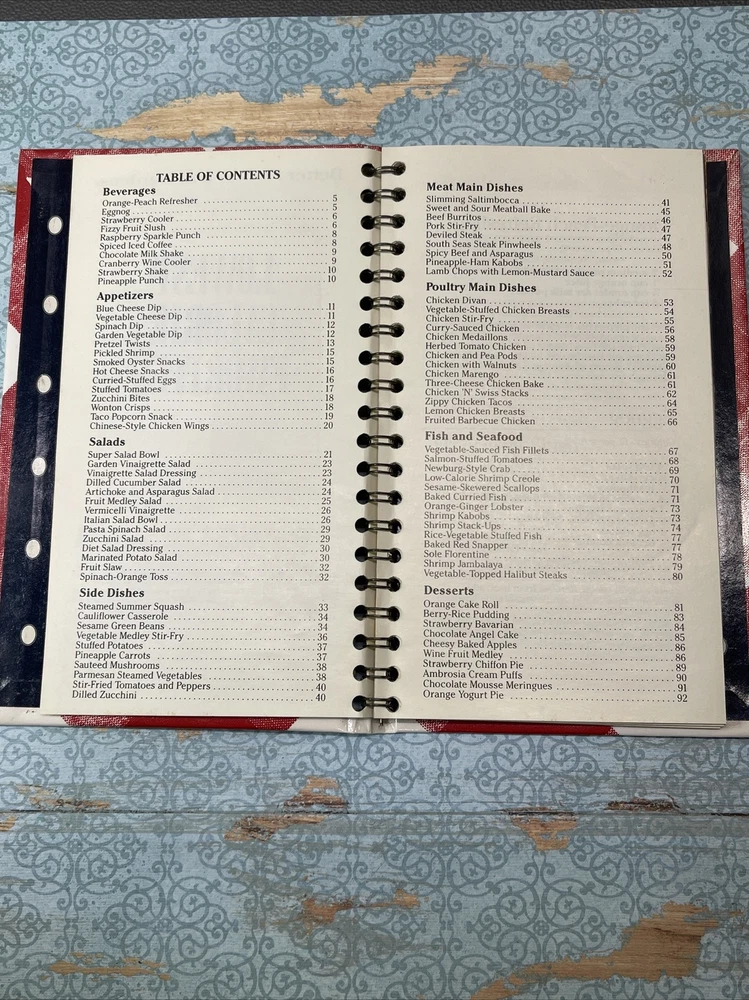 TABLE OF CONTENTS
Beverages
Orange-Peach Refresher 5
Eggnog 5
Strawberry Cooler 6
Fizzy Fruit Slush 6
Raspberry Sparkle Punch 8
Spiced Iced Coffee 8
Chocolate Milk Shake 9
Cranberry Wine Cooler 9
Strawberry Shake 10
Pineapple Punch 10
Appetizers
Blue Cheese Dip 11
Vegetable Cheese Dip 11
Spinach Dip 12
Garden Vegetable Dip 12
Pretzel Twists 13
Pickled Shrimp 15
Smoked Oyster Snacks 15
Hot Cheese Snacks 16
Curried-Stuffed Eggs 16
Stuffed Tomatoes 17
Zucchini Bites 18
Wonton Crisps 18
Taco Popcorn Snack 19
Chinese-Style Chicken Wings 20
Salads
Super Salad Bowl 21
Garden Vinaigrette Salad 23
Vinaigrette Salad Dressing 23
Dilled Cucumber Salad 24
Artichoke and Asparagus Salad 24
Fruit Medley Salad 25
Vermicelli Vinaigrette 26
Italian Salad Bowl 26
Pasta Spinach Salad 29
Zucchini Salad 29
Diet Salad Dressing 30
Marinated Potato Salad 30
Fruit Slaw 32
Spinach-Orange Toss 32
Side Dishes
Steamed Summer Squash 33
Cauliflower Casserole 34
Sesame Green Beans 34
Vegetable Medley Stir-Fry 36
Stuffed Potatoes 37
Pineapple Carrots 37
Sauteed Mushrooms 38
Parmesan Steamed Vegetables 38
Stir-Fried Tomatoes and Peppers 40
Dilled Zucchini 40
Meat Main Dishes
Slimming Saltimbocca 41
Sweet and Sour Meatball Bake 45
Beef Burritos 46
Pork Stir-Fry 47
Deviled Steak 47
South Seas Steak Pinwheels 48
Spicy Beef and Asparagus 50
Pineapple-Ham Kabobs 51
Lamb Chops with Lemon-Mustard Sauce 52
Poultry Main Dishes
Chicken Divan 53
Vegetable-Stuffed Chicken Breasts 54
Chicken Stir-Fry 55
Curry-Sauced Chicken 56
Chicken Medaillons 58
Herbed Tomato Chicken 59
Chicken and Pea Pods 59
Chicken with Walnuts 60
Chicken Marengo 61
Three-Cheese Chicken Bake 61
Chicken 'N' Swiss Stacks 62
Zippy Chicken Tacos 64
Lemon Chicken Breasts 65
Fruited Barbecue Chicken 66
Fish and Seafood
Vegetable-Sauced Fish Fillets 67
Salmon-Stuffed Tomatoes 68
Newburg-Style Crab 69
Low-Calorie Shrimp Creole 70
Sesame-Skewered Scallops 71
Baked Curried Fish 71
Orange-Ginger Lobster 73
Shrimp Kabobs 73
Shrimp Stack-Ups 74
Rice-Vegetable Stuffed Fish 77
Baked Red Snapper 77
Sole Florentine 78
Shrimp Jambalaya 79
Vegetable-Topped Halibut Steaks 80
Desserts
Orange Cake Roll 81
Berry-Rice Pudding 83
Strawberry Bavarian 84
Chocolate Angel Cake 85
Cheesy Baked Apples 86
Wine Fruit Medley 86
Strawberry Chiffon Pie 89
Ambrosia Cream Puffs 90
Chocolate Mousse Meringues 91
Orange Yogurt Pie 92